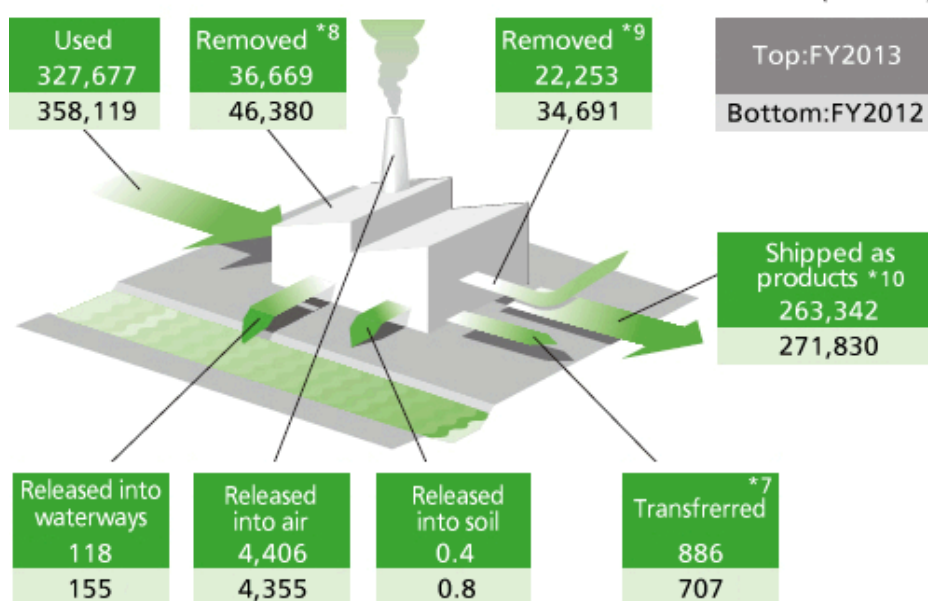 Used
327,677
358,119
Removed *8
36,669
46,380
Removed *9
22,253
34,691
Top:FY2013
Bottom:FY2012
Shipped as
products *10
263,342
271,830
Released into
waterways
118
155
Released
into air
4,406
4,355
Released
into soil
0.4
0.8
*7
Transfrerred
886
707